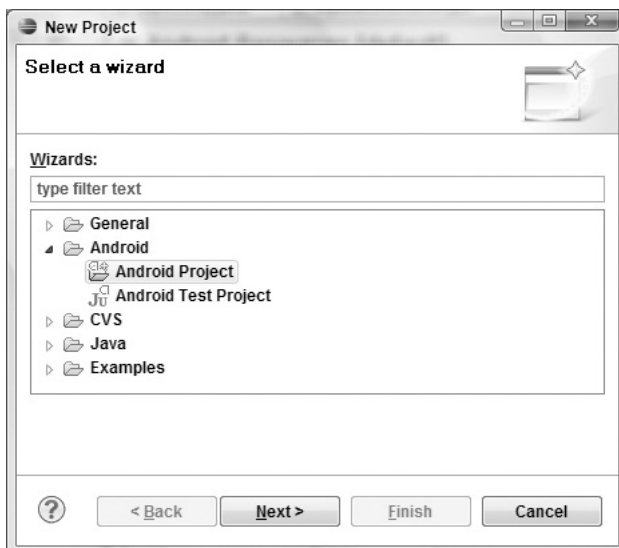 New Project
Select a wizard
Wizards:
type filter text
General
Android
Android Project
Android Test Project
CVS
Java
Examples
< Back Next > Finish Cancel